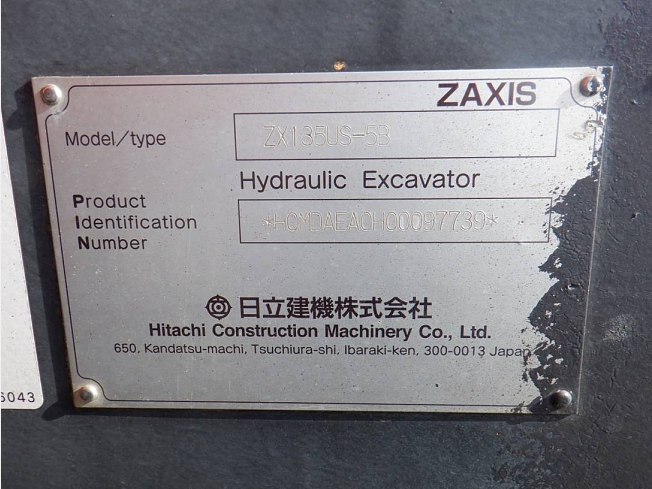 ZAXIS
Model/type
ZX135US-5B
Hydraulic Excavator
Product
Identification
Number
*HCMDAEA0H00097739*
日立建機株式会社
Hitachi Construction Machinery Co., Ltd.
650, Kandatsu-machi, Tsuchiura-shi, Ibaraki-ken, 300-0013 Japan
6043